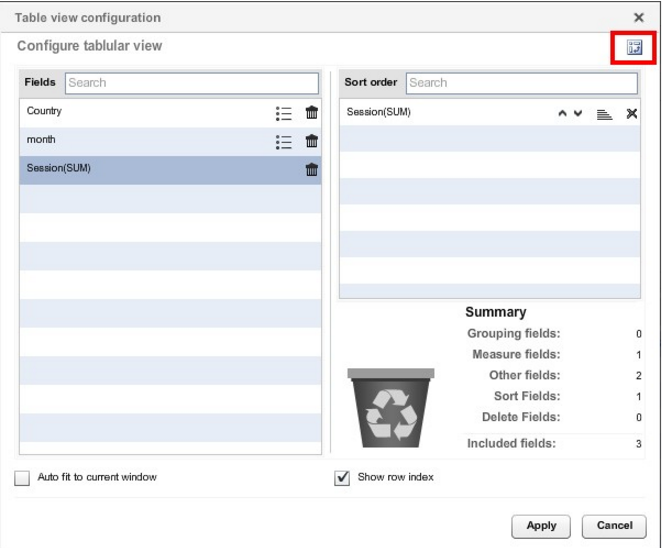 Table view configuration
Configure tablular view
Fields Search
Sort order Search
Country
month
Session(SUM)
Session(SUM)
Summary
Grouping fields: 0
Measure fields: 1
Other fields: 2
Sort Fields: 1
Delete Fields: 0
Included fields: 3
Auto fit to current window
Show row index
Apply Cancel